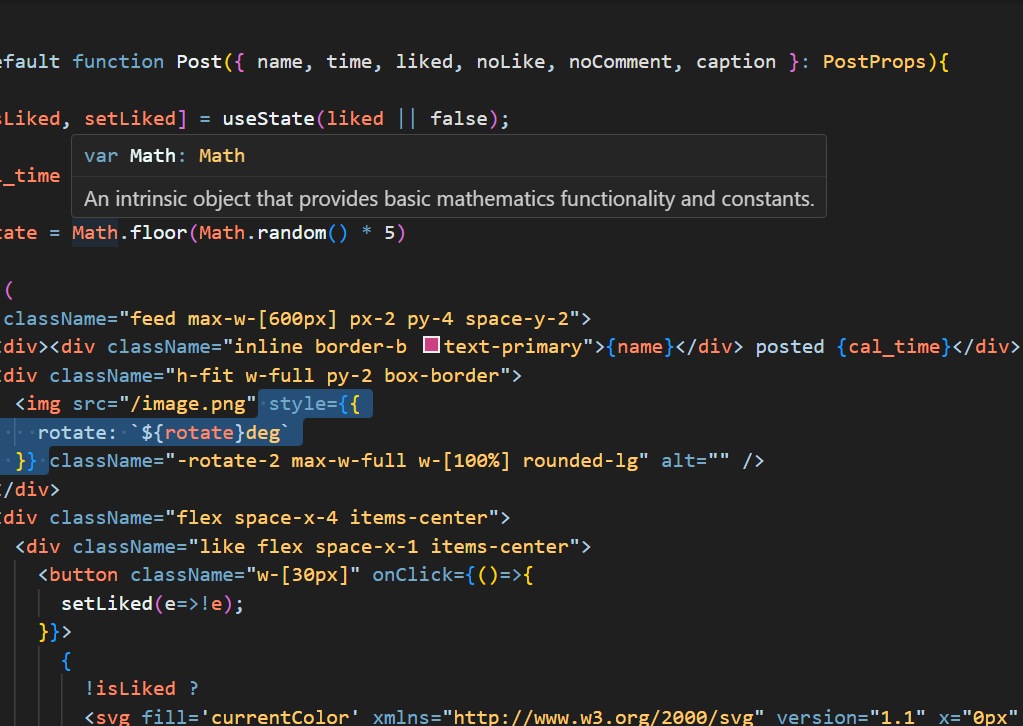 efault function Post({ name, time, liked, noLike, noComment, caption }: PostProps){
sLiked, setLiked] = useState(liked || false);
var Math: Math
An intrinsic object that provides basic mathematics functionality and constants.
_time
tate = Math.floor(Math.random() * 5)
(
className="feed max-w-[600px] px-2 py-4 space-y-2">
div><div className="inline border-b text-primary">{name}</div> posted {cal_time}</div>
div className="h-fit w-full py-2 box-border">
<img src="/image.png" style={{
rotate: `${rotate}deg`
}} className="-rotate-2 max-w-full w-[100%] rounded-lg" alt="" />
</div>
div className="flex space-x-4 items-center">
<div className="like flex space-x-1 items-center">
<button className="w-[30px]" onClick={()=>{
setLiked(e=>!e);
}}>
{
!isLiked ?
<svg fill='currentColor' xmlns="http://www.w3.org/2000/svg" version="1.1" x="0px"